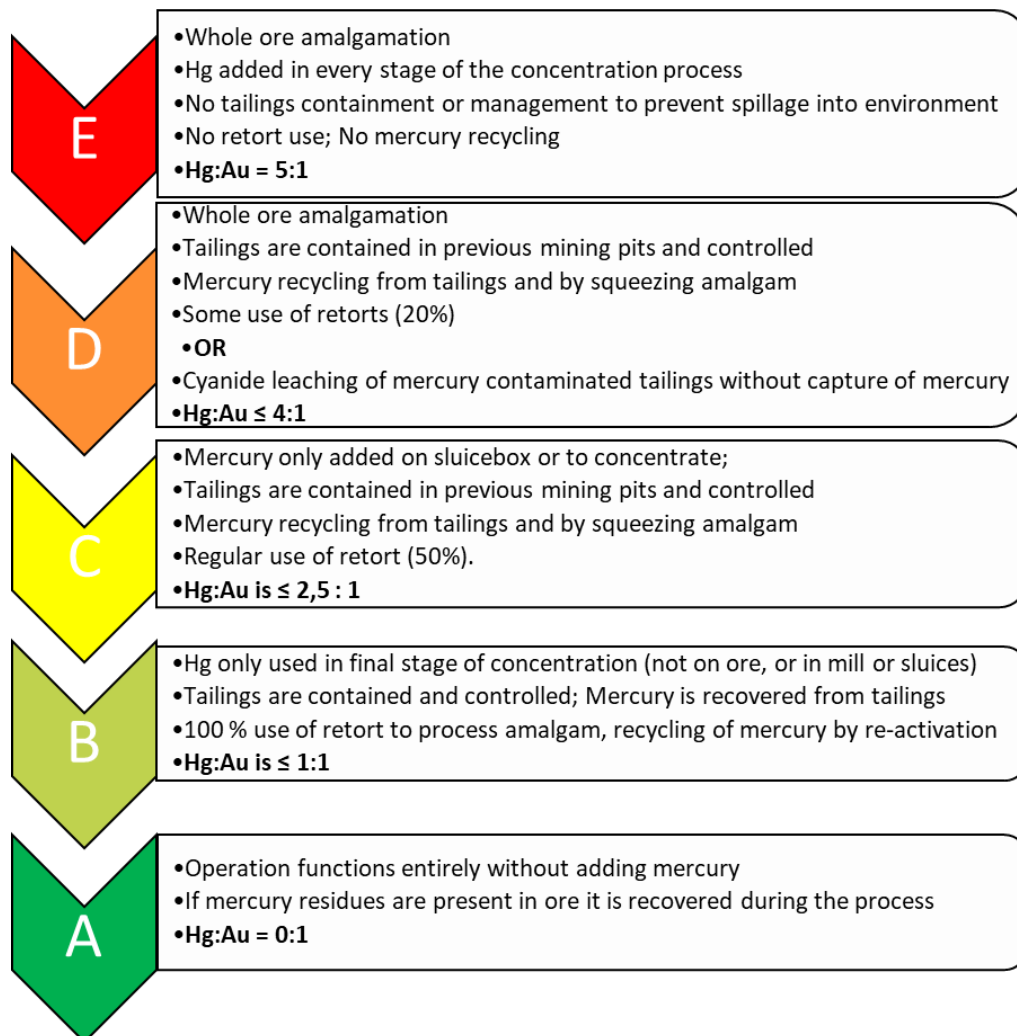 E
•Whole ore amalgamation
•Hg added in every stage of the concentration process
•No tailings containment or management to prevent spillage into environment
•No retort use; No mercury recycling
•Hg:Au = 5:1
D
•Whole ore amalgamation
•Tailings are contained in previous mining pits and controlled
•Mercury recycling from tailings and by squeezing amalgam
•Some use of retorts (20%)
•OR
•Cyanide leaching of mercury contaminated tailings without capture of mercury
•Hg:Au ≤ 4:1
C
•Mercury only added on sluicebox or to concentrate;
•Tailings are contained in previous mining pits and controlled
•Mercury recycling from tailings and by squeezing amalgam
•Regular use of retort (50%).
•Hg:Au is ≤ 2,5 : 1
B
•Hg only used in final stage of concentration (not on ore, or in mill or sluices)
•Tailings are contained and controlled; Mercury is recovered from tailings
•100 % use of retort to process amalgam, recycling of mercury by re-activation
•Hg:Au is ≤ 1:1
A
•Operation functions entirely without adding mercury
•If mercury residues are present in ore it is recovered during the process
•Hg:Au = 0:1